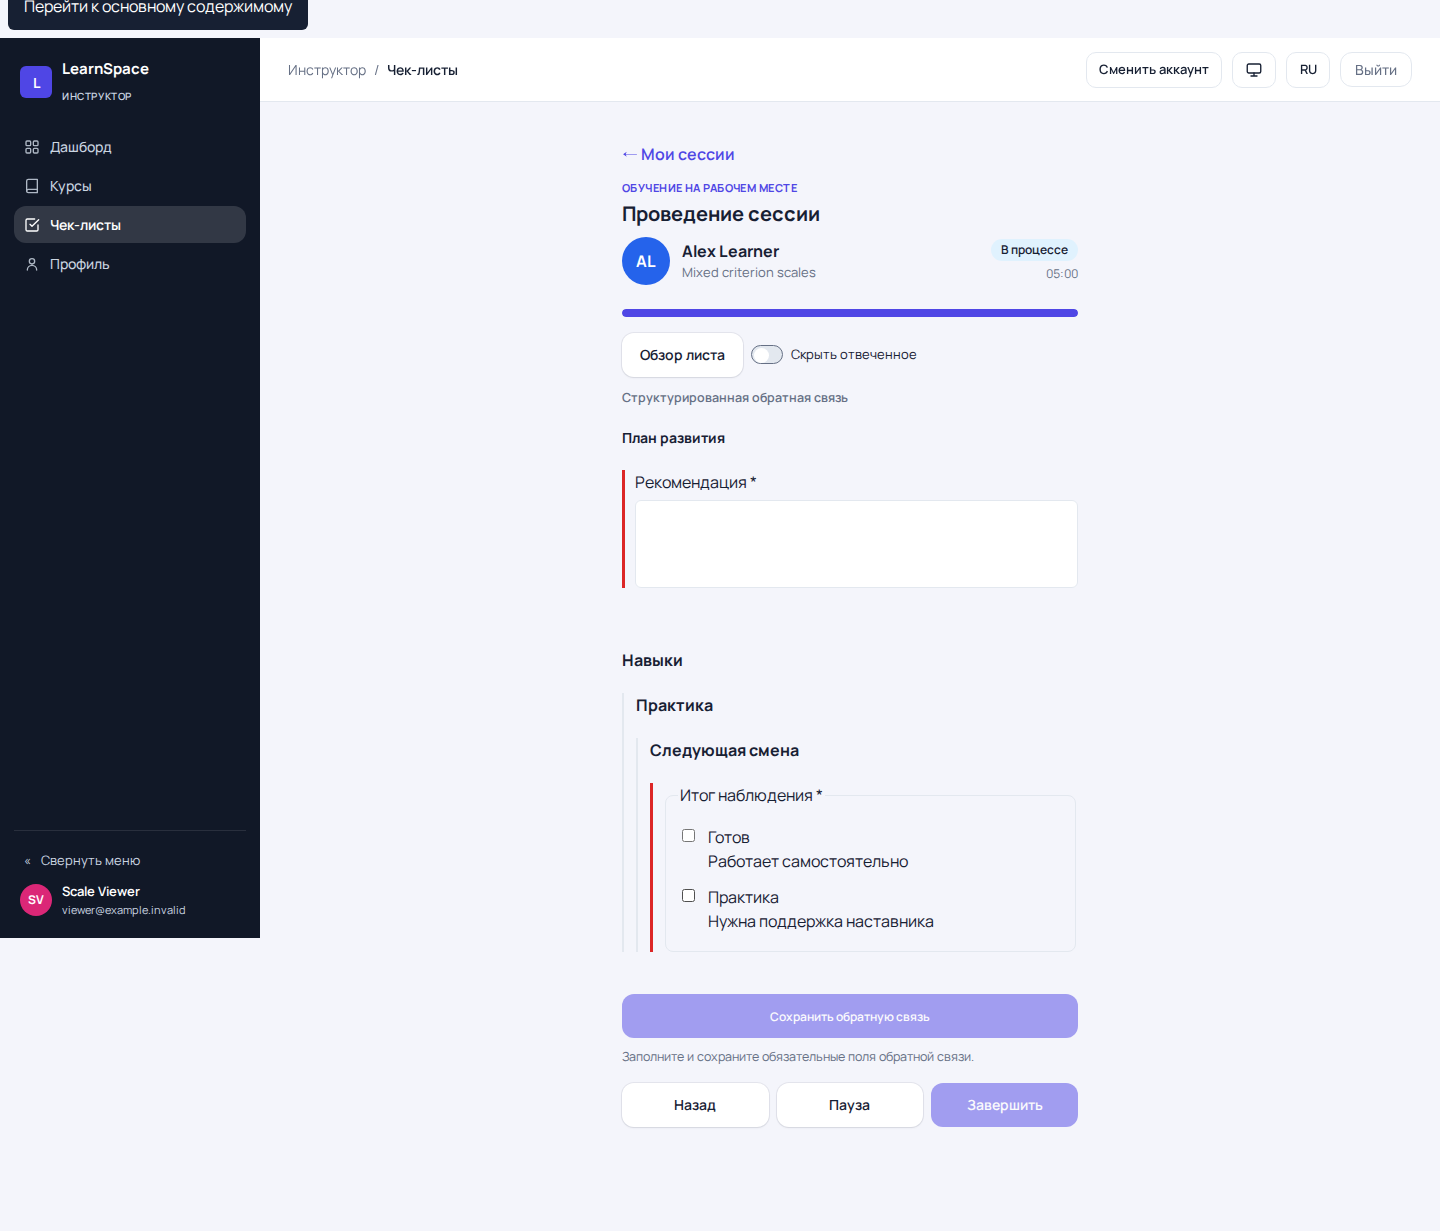 Перейти к основному содержимому
L
LearnSpace
ИНСТРУКТОР
Дашборд
Курсы
Чек-листы
Профиль
« Свернуть меню
SV
Scale Viewer
viewer@example.invalid
Инструктор / Чек-листы
Сменить аккаунт
RU
Выйти
← Мои сессии
ОБУЧЕНИЕ НА РАБОЧЕМ МЕСТЕ
Проведение сессии
AL
Alex Learner
Mixed criterion scales
В процессе
05:00
Обзор листа
Скрыть отвеченное
Структурированная обратная связь
План развития
Рекомендация *
Навыки
Практика
Следующая смена
Итог наблюдения *
Готов
Работает самостоятельно
Практика
Нужна поддержка наставника
Сохранить обратную связь
Заполните и сохраните обязательные поля обратной связи.
Назад
Пауза
Завершить